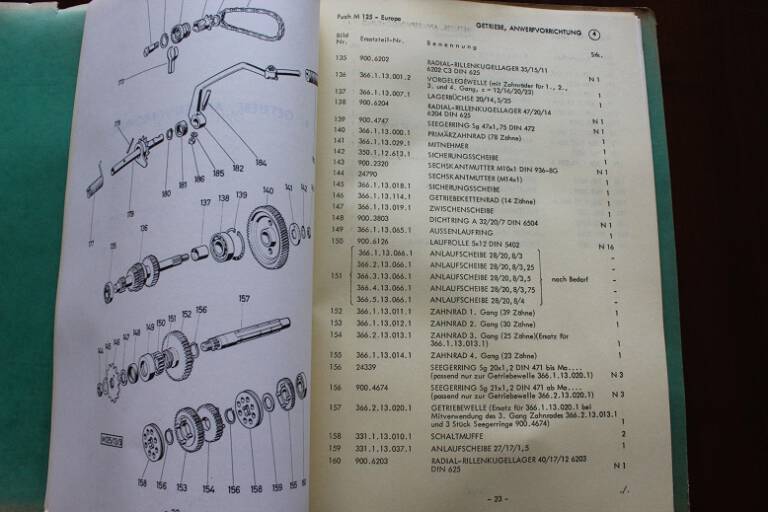 Puch M 125 - Europa
GETRIEBE, ANWERFVORRICHTUNG 4
Bild Nr. Ersatzteil-Nr. Benennung Stk.
135 900.6202 RADIAL-RILLENKUGELLAGER 35/15/11
6202 C3 DIN 625 N 1
136 366.1.13.001.2 VORGELEGEWELLE (mit Zahnräder für 1., 2.,
3. und 4. Gang, z = 12/16/20/23) 1
137 366.1.13.007.1 LAGERBÜCHSE 20/14,5/25 1
138 900.6204 RADIAL-RILLENKUGELLAGER 47/20/14
6204 DIN 625 N 1
139 900.4747 SEEGERRING Sg 47x1,75 DIN 472 N 1
140 366.1.13.000.1 PRIMÄRZAHNRAD (78 Zähne) 1
141 366.1.13.029.1 MITNEHMER 1
142 350.1.12.613.1 SICHERUNGSSCHEIBE 1
143 900.2320 SECHSKANTMUTTER M10x1 DIN 936-8G N 1
144 24790 SECHSKANTMUTTER (M14x1) 1
145 366.1.13.018.1 SICHERUNGSSCHEIBE 1
146 366.1.13.114.1 GETRIEBEKETTENRAD (14 Zähne) 1
147 366.1.13.019.1 ZWISCHENSCHEIBE 1
148 900.3803 DICHTRING A 32/20/7 DIN 6504 N 1
149 366.1.13.065.1 AUSSENLAUFRING 1
150 900.6126 LAUFROLLE 5x12 DIN 5402 N 16
366.1.13.066.1 ANLAUFSCHEIBE 28/20,8/3 -
366.2.13.066.1 ANLAUFSCHEIBE 28/20,8/3,25 -
151 366.3.13.066.1 ANLAUFSCHEIBE 28/20,8/3,5 nach Bedarf -
366.4.13.066.1 ANLAUFSCHEIBE 28/20,8/3,75 -
366.5.13.066.1 ANLAUFSCHEIBE 28/20,8/4 -
152 366.1.13.011.1 ZAHNRAD 1. Gang (39 Zähne) 1
153 366.1.13.012.1 ZAHNRAD 2. Gang (30 Zähne) 1
154 366.2.13.013.1 ZAHNRAD 3. Gang (25 Zähne)(Ersatz für
366.1.13.013.1) 1
155 366.1.13.014.1 ZAHNRAD 4. Gang (23 Zähne) 1
156 24339 SEEGERRING Sg 20x1,2 DIN 471 bis Ma....
(passend nur zur Getriebewelle 366.1.13.020.1) N 3
156 900.4674 SEEGERRING Sg 21x1,2 DIN 471 ab Ma....
(passend nur zur Getriebewelle 366.2.13.020.1) N 3
157 366.2.13.020.1 GETRIEBEWELLE (Ersatz für 366.1.13.020.1 bei
Mitverwendung des 3. Gang Zahnrades 366.2.13.013.1
und 3 Stück Seegerringe 900.4674) 1
158 331.1.13.010.1 SCHALTMUFFE 2
159 331.1.13.037.1 ANLAUFSCHEIBE 27/17/1,5 1
160 900.6203 RADIAL-RILLENKUGELLAGER 40/17/12 6203
DIN 625 N 1
./.
- 23 -
184
182
185
186
181
180
179
177
135
136
137
138
139
140
141
142
157
156
152
151
150
149
148
158 156 153 154 156 158 159 155